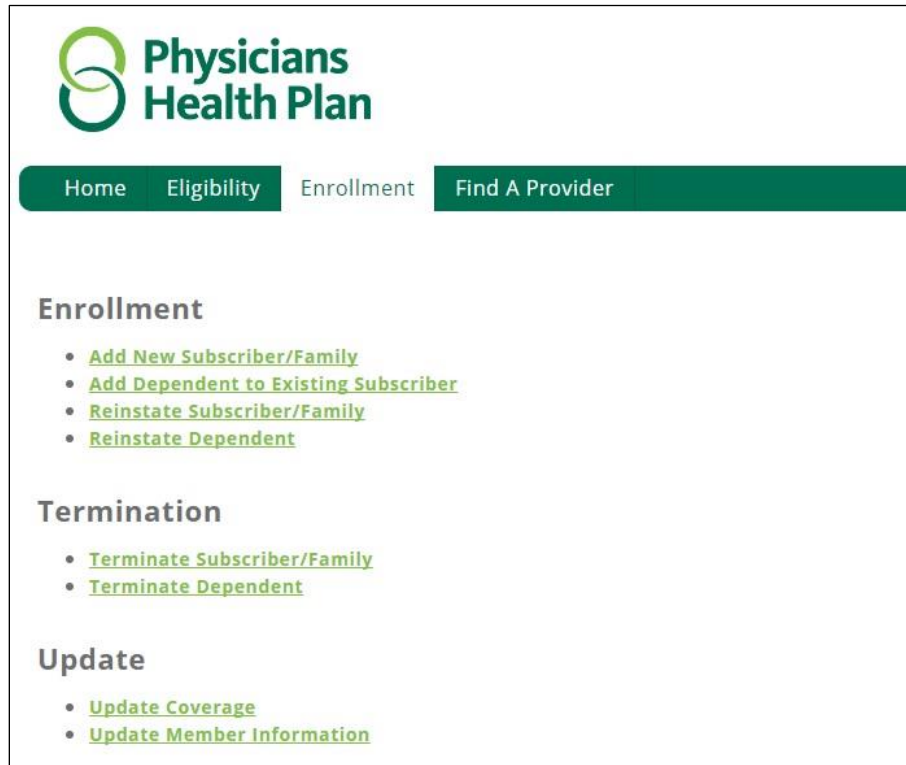 Physicians
Health Plan
Home Eligibility Enrollment Find A Provider
Enrollment
Add New Subscriber/Family
Add Dependent to Existing Subscriber
Reinstate Subscriber/Family
Reinstate Dependent
Termination
Terminate Subscriber/Family
Terminate Dependent
Update
Update Coverage
Update Member Information